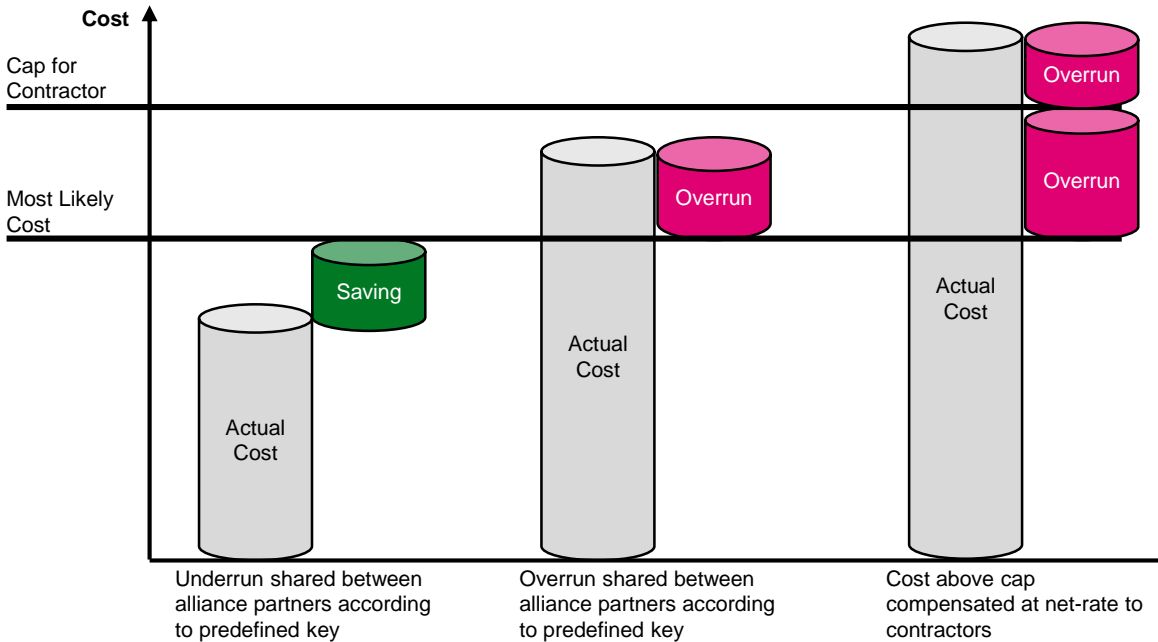 Cost
Cap for
Contractor
Overrun
Most Likely
Cost
Overrun
Overrun
Saving
Actual
Cost
Actual
Cost
Actual
Cost
Underrun shared between
alliance partners according
to predefined key
Overrun shared between
alliance partners according
to predefined key
Cost above cap
compensated at net-rate to
contractors